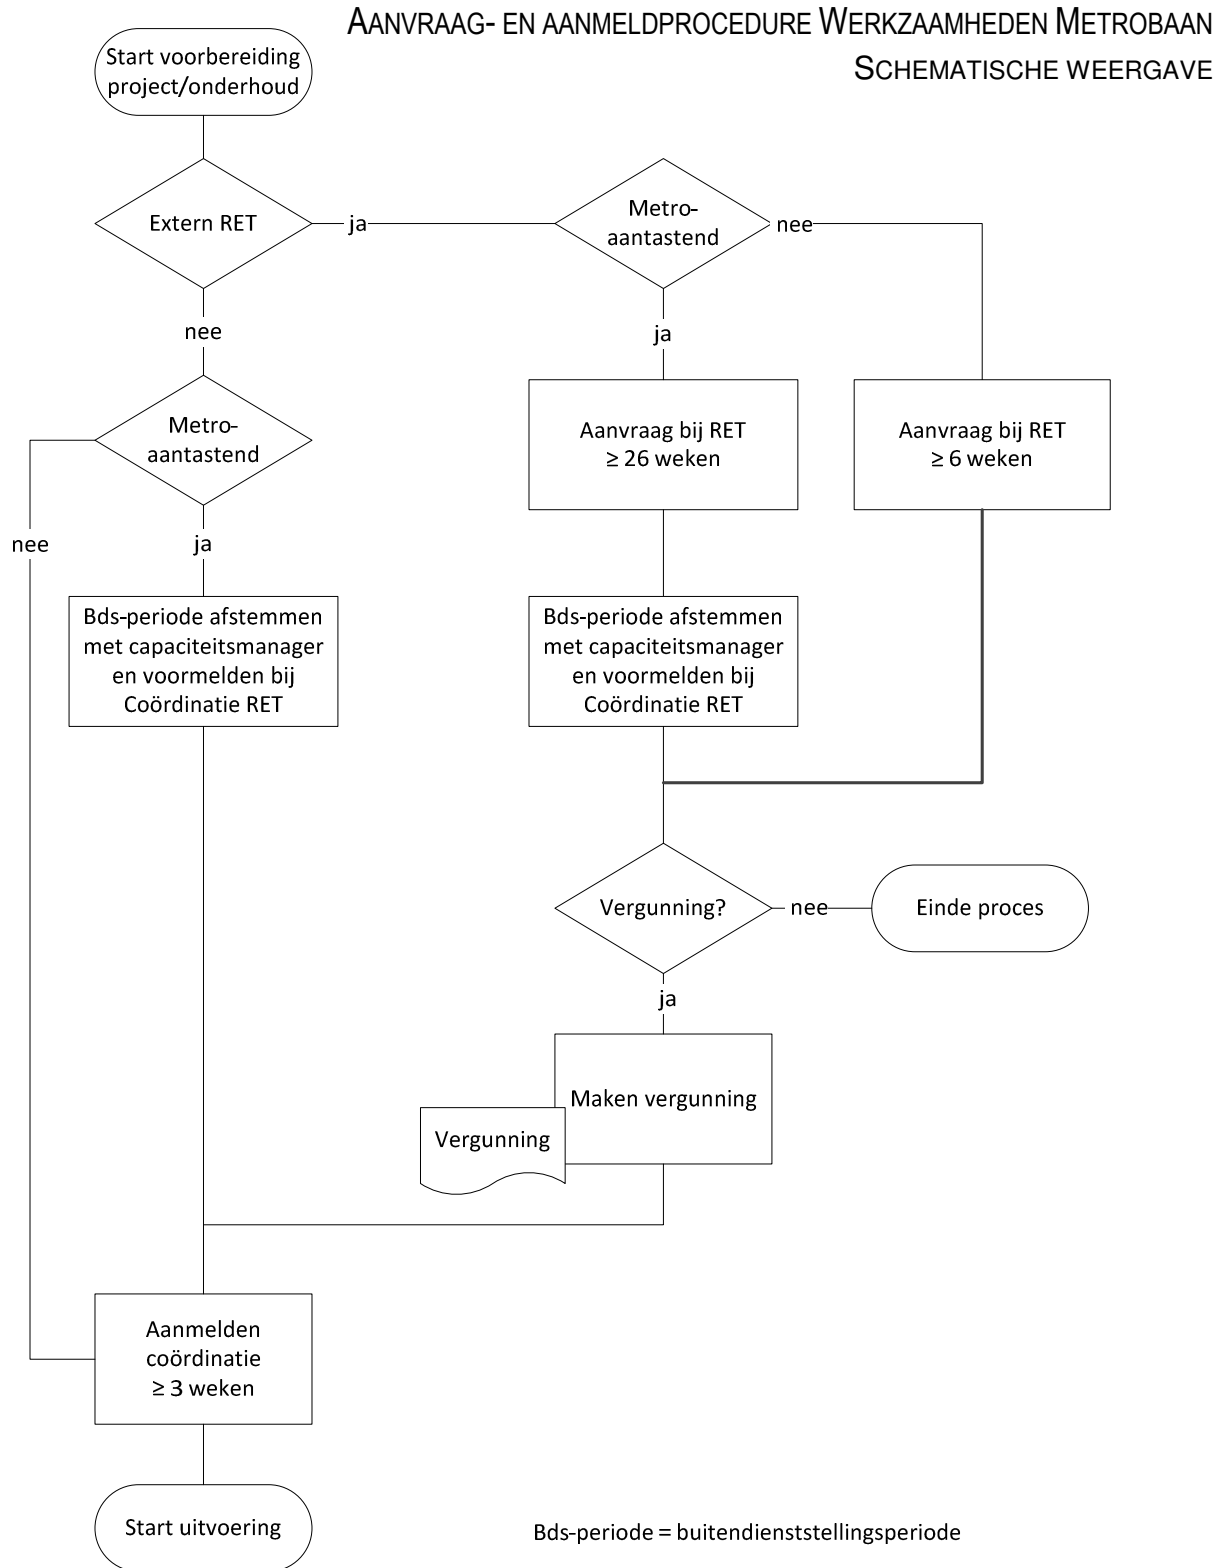 AANVRAAG- EN AANMELDPROCEDURE WERKZAAMHEDEN METROBAAN
SCHEMATISCHE WEERGAVE
Start voorbereiding
project/onderhoud
Extern RET
ja
Metro-
aantastend
nee
nee
ja
Metro-
aantastend
Aanvraag bij RET
≥ 26 weken
Aanvraag bij RET
≥ 6 weken
nee
ja
Bds-periode afstemmen
met capaciteitsmanager
en voormelden bij
Coördinatie RET
Bds-periode afstemmen
met capaciteitsmanager
en voormelden bij
Coördinatie RET
Vergunning?
nee
Einde proces
ja
Maken vergunning
Vergunning
Aanmelden
coördinatie
≥ 3 weken
Start uitvoering
Bds-periode = buitendienststellingsperiode